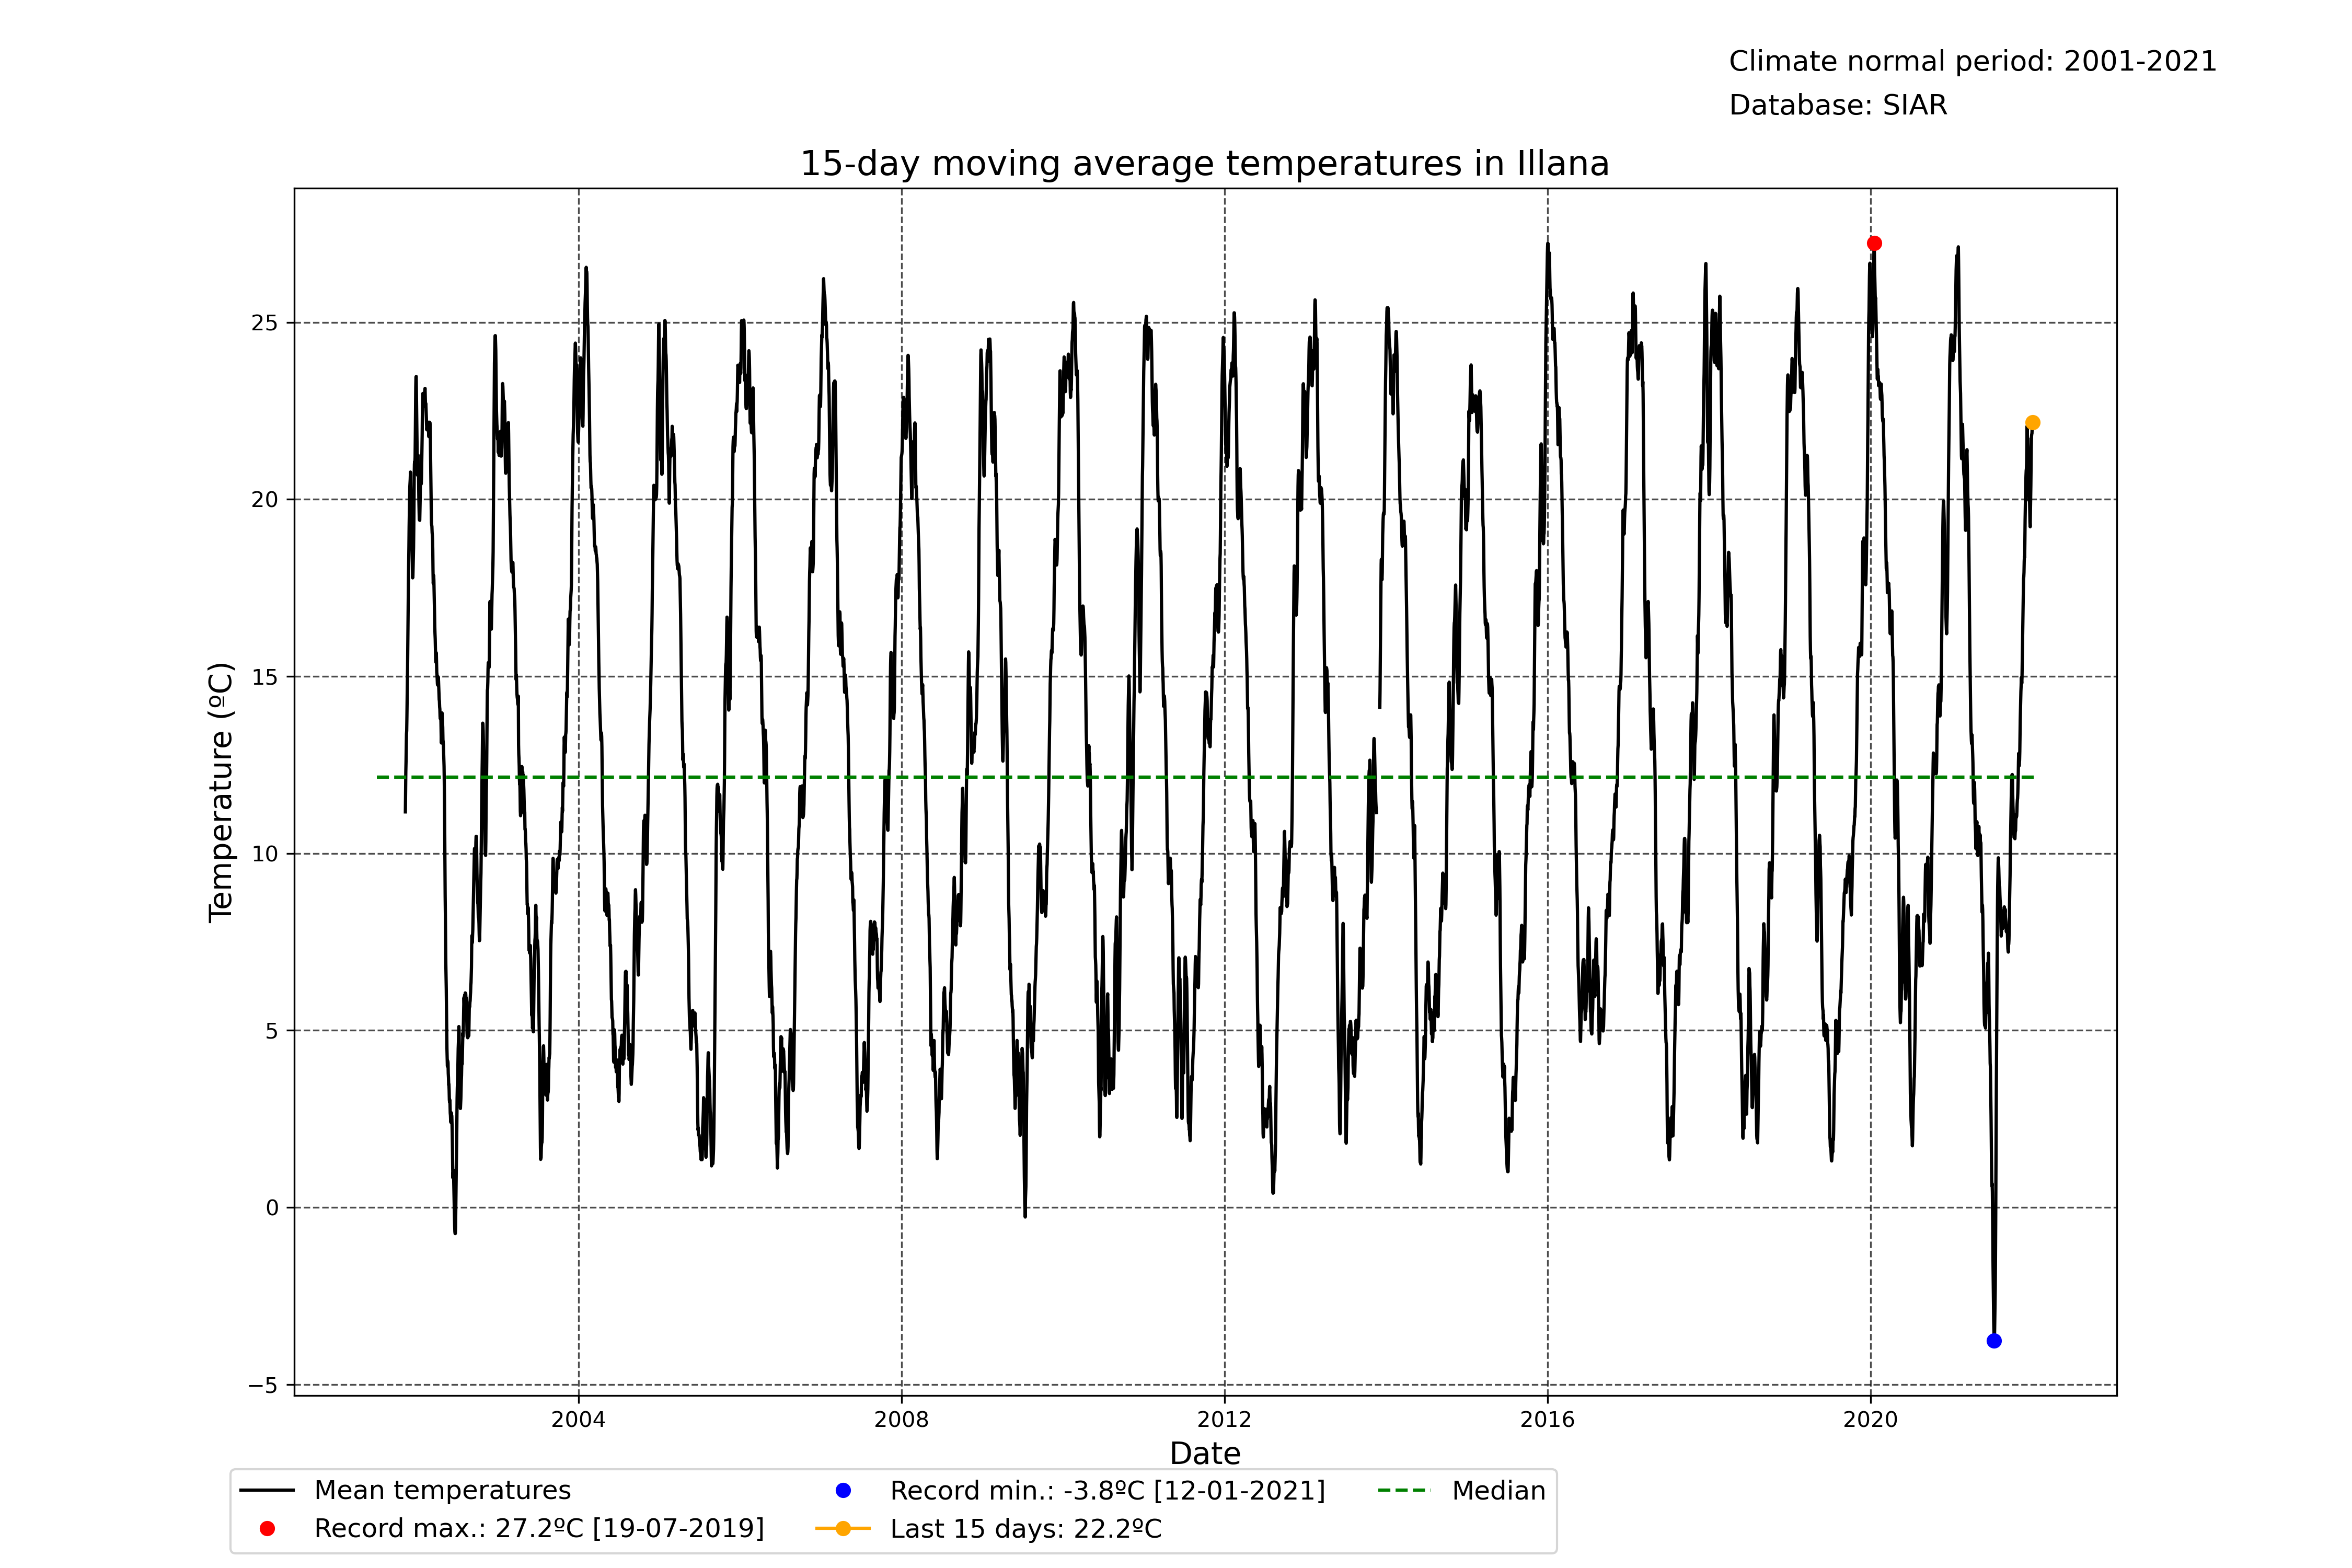 Climate normal period: 2001-2021
Database: SIAR
15-day moving average temperatures in Illana
25
20
15
10
5
0
−5
Temperature (ºC)
2004 2008 2012 2016 2020
Date
Mean temperatures
Record max.: 27.2ºC [19-07-2019]
Record min.: -3.8ºC [12-01-2021]
Last 15 days: 22.2ºC
Median